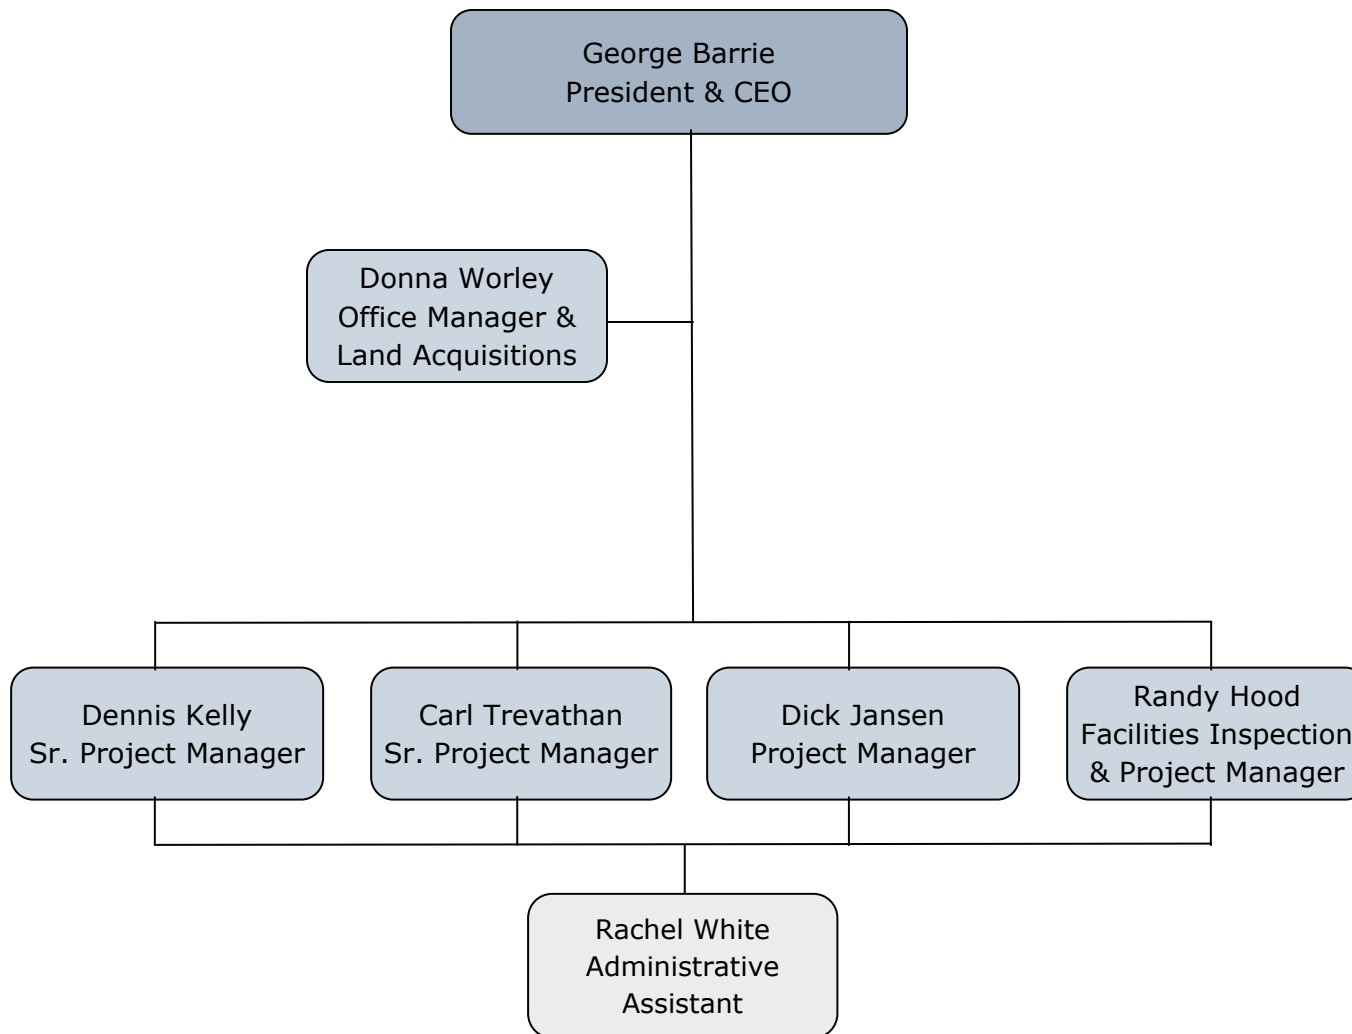 George Barrie
President & CEO
Donna Worley
Office Manager &
Land Acquisitions
Dennis Kelly
Sr. Project Manager
Carl Trevathan
Sr. Project Manager
Dick Jansen
Project Manager
Randy Hood
Facilities Inspection
& Project Manager
Rachel White
Administrative
Assistant